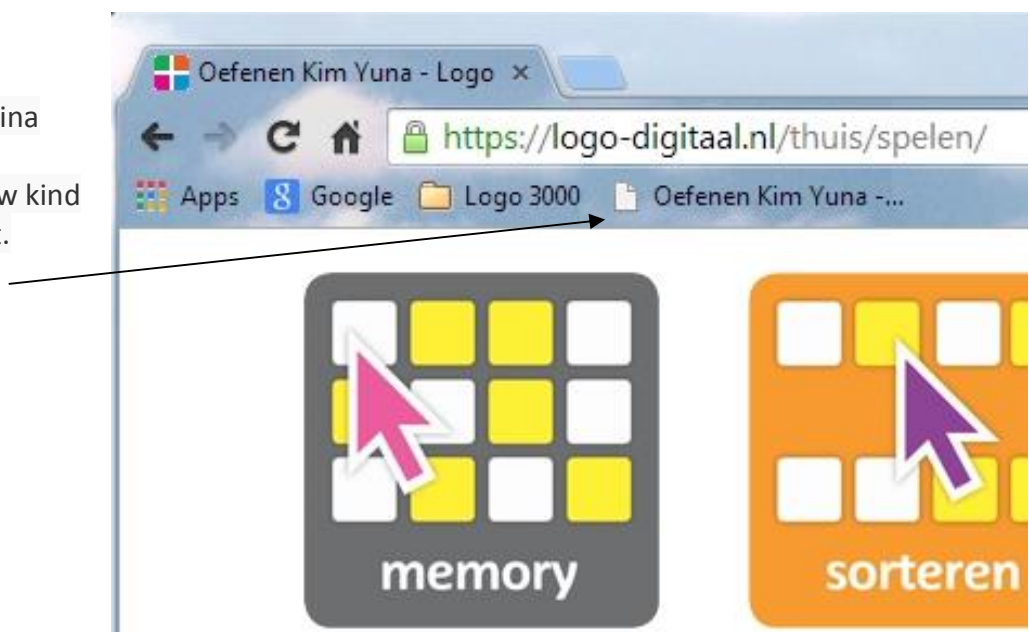 Oefenen Kim Yuna - Logo ×
https://logo-digitaal.nl/thuis/spelen/
Apps 8 Google Logo 3000 Oefenen Kim Yuna -...
kind
memory
sorteren